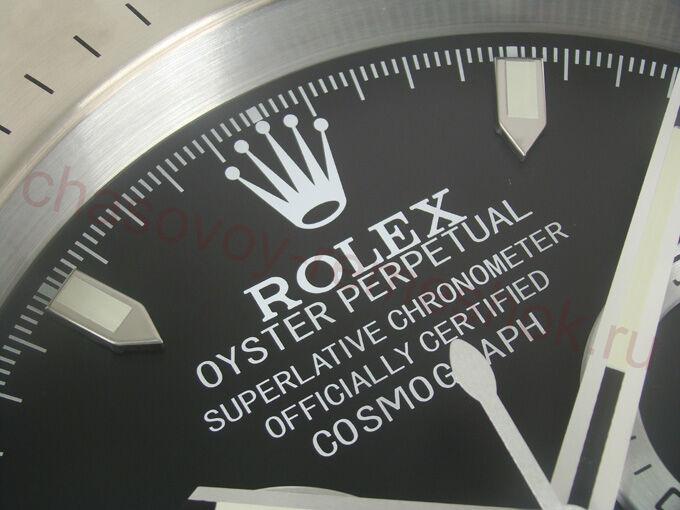 ROLEX
OYSTER PERPETUAL
SUPERLATIVE CHRONOMETER
OFFICIALLY CERTIFIED
COSMOGRAPH